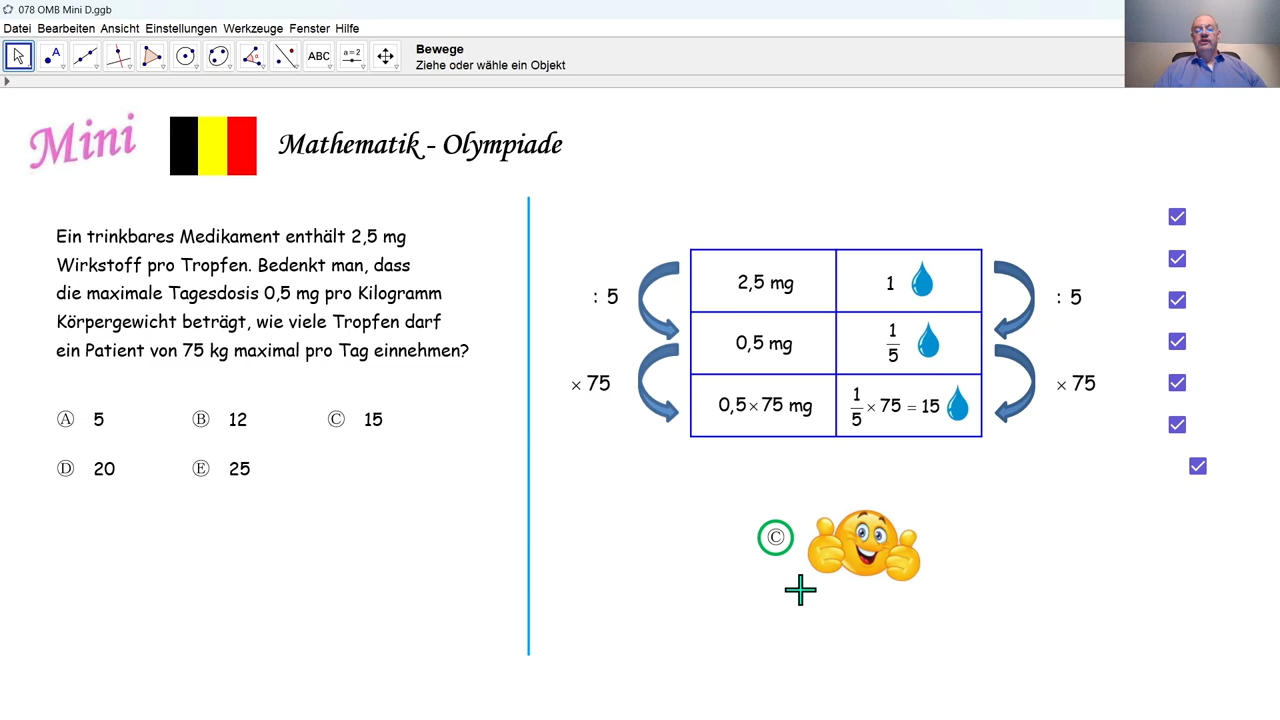 078 OMB Mini D.ggb
Datei Bearbeiten Ansicht Einstellungen Werkzeuge Fenster Hilfe
A ABC a=2 Bewege
Ziehe oder wähle ein Objekt
Mini Mathematik - Olympiade
Ein trinkbares Medikament enthält 2,5 mg
Wirkstoff pro Tropfen. Bedenkt man, dass
die maximale Tagesdosis 0,5 mg pro Kilogramm
Körpergewicht beträgt, wie viele Tropfen darf
ein Patient von 75 kg maximal pro Tag einnehmen?
Ⓐ 5 Ⓑ 12 Ⓒ 15
Ⓓ 20 Ⓔ 25
: 5 2,5 mg 1 : 5
0,5 mg 1/5
× 75 0,5×75 mg 1/5 × 75 = 15 × 75
Ⓒ